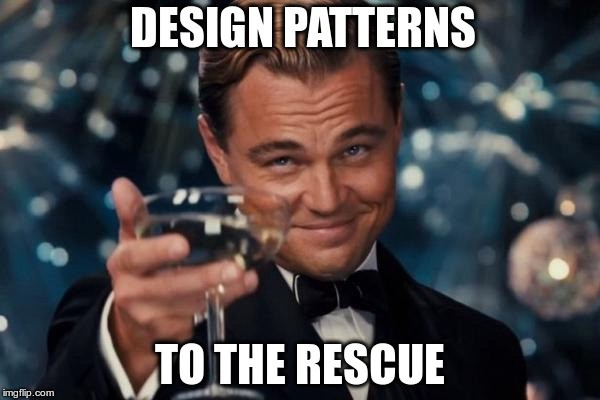 DESIGN PATTERNS
TO THE RESCUE
imgflip.com